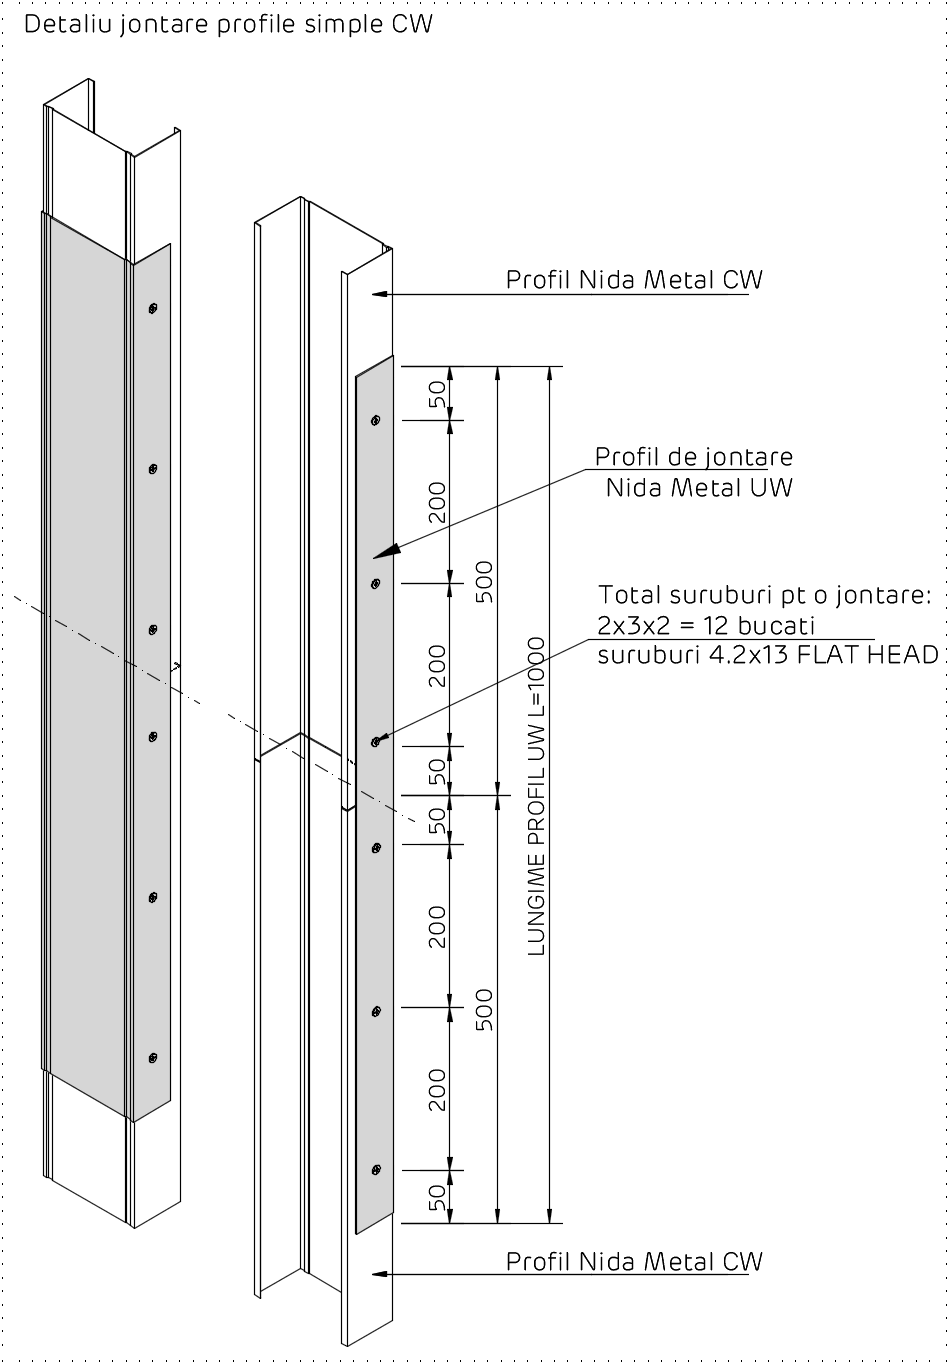 Detaliu jontare profile simple CW
Profil Nida Metal CW
50
Profil de jontare
Nida Metal UW
200
500
Total suruburi pt o jontare:
2x3x2 = 12 bucati
suruburi 4.2x13 FLAT HEAD
200
LUNGIME PROFIL UW L=1000
50
50
200
500
200
50
Profil Nida Metal CW